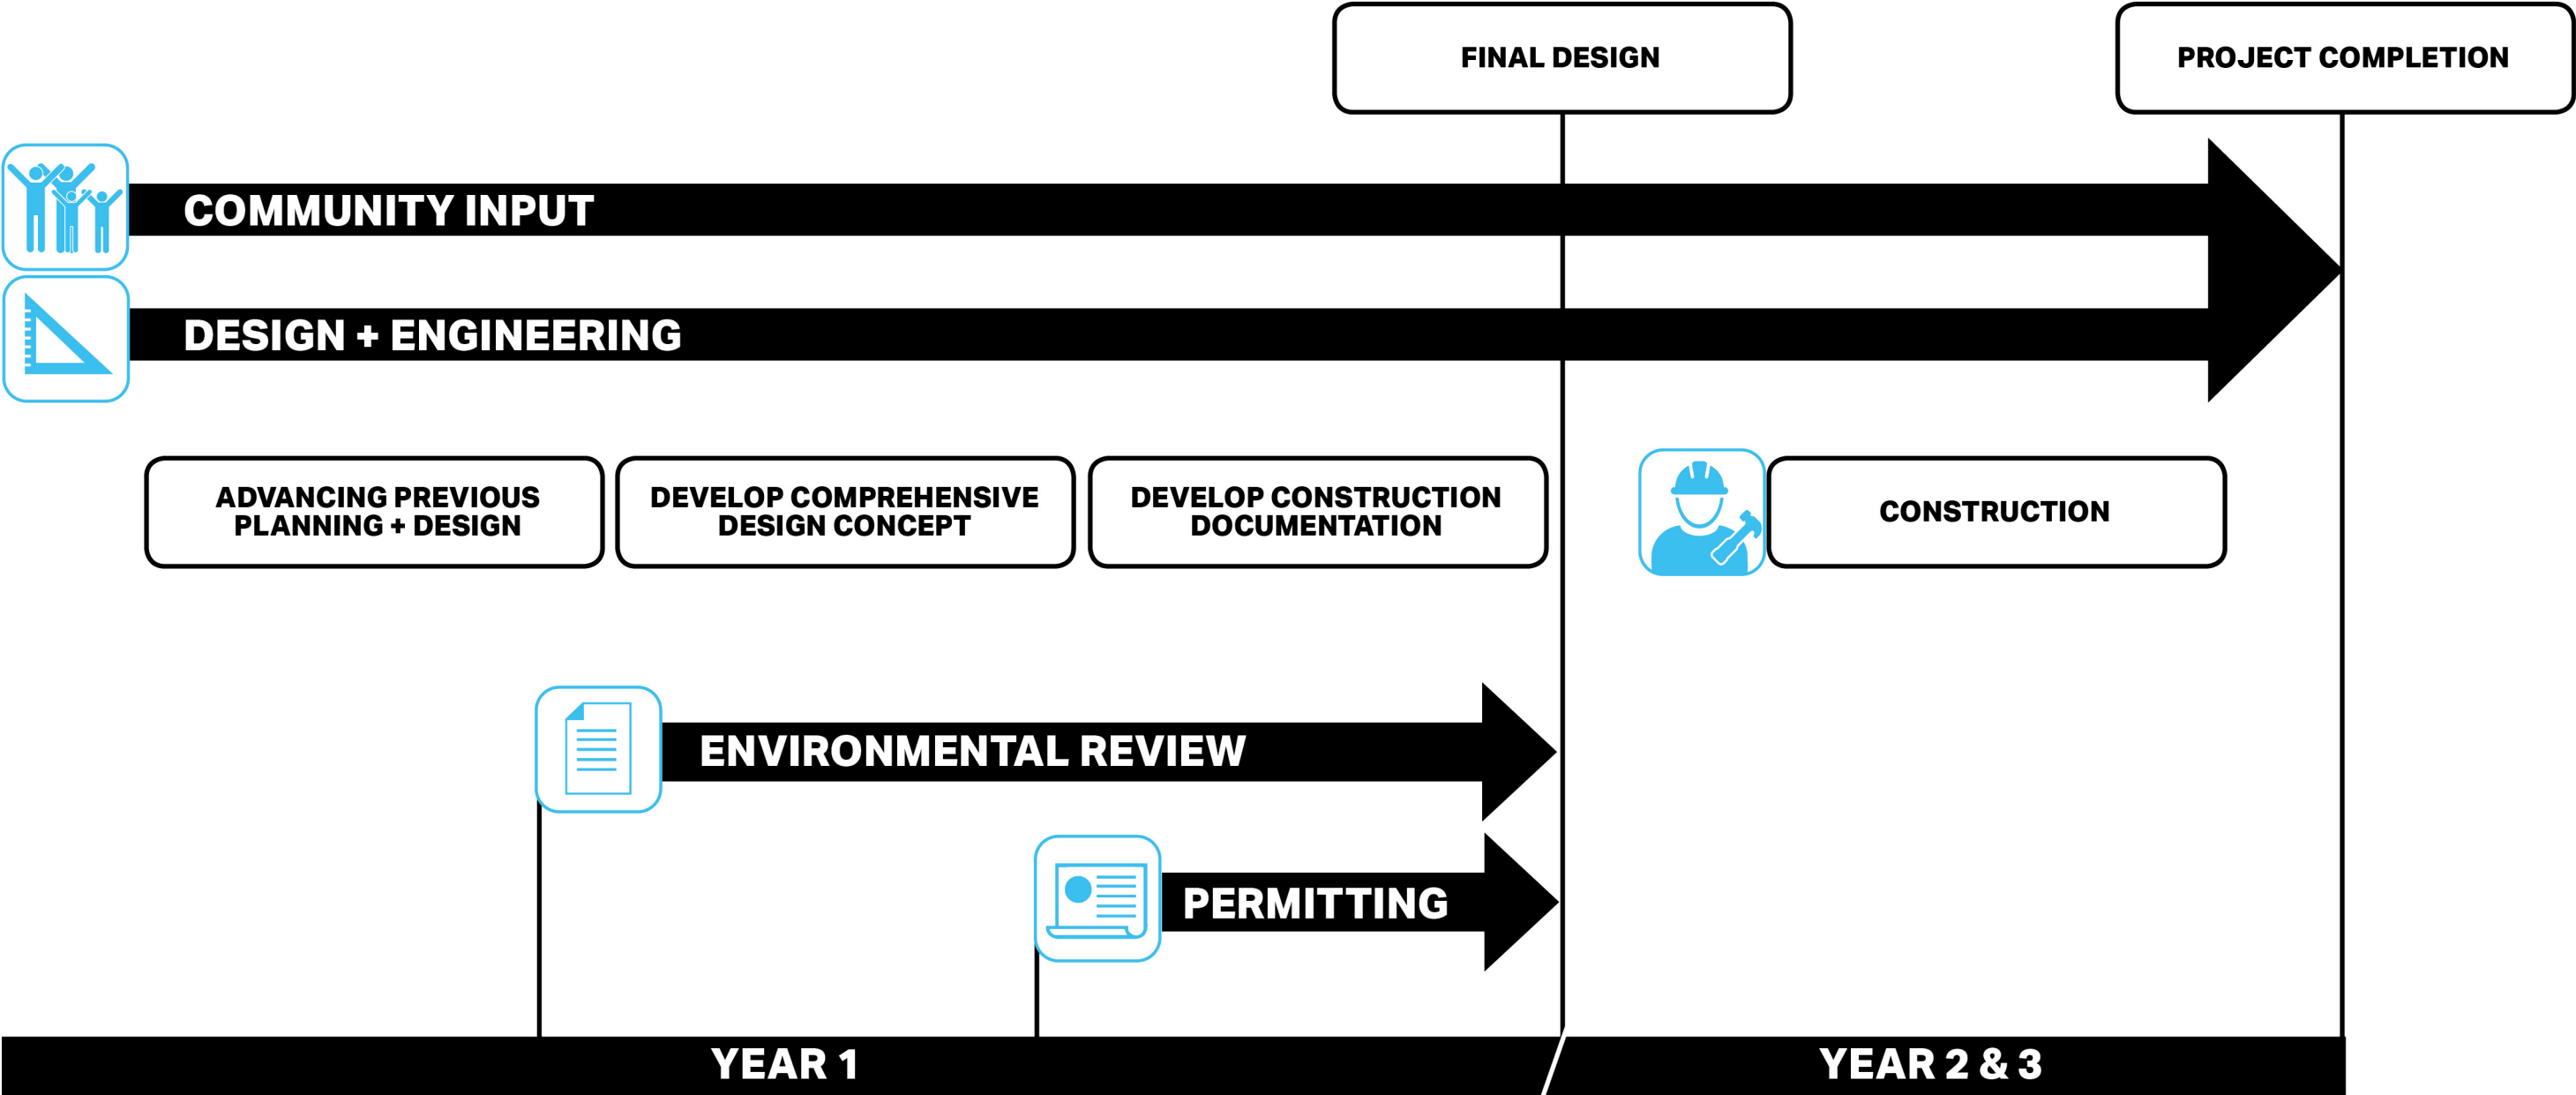 FINAL DESIGN
PROJECT COMPLETION
COMMUNITY INPUT
DESIGN + ENGINEERING
ADVANCING PREVIOUS
PLANNING + DESIGN
DEVELOP COMPREHENSIVE
DESIGN CONCEPT
DEVELOP CONSTRUCTION
DOCUMENTATION
CONSTRUCTION
ENVIRONMENTAL REVIEW
PERMITTING
YEAR 1
YEAR 2 & 3